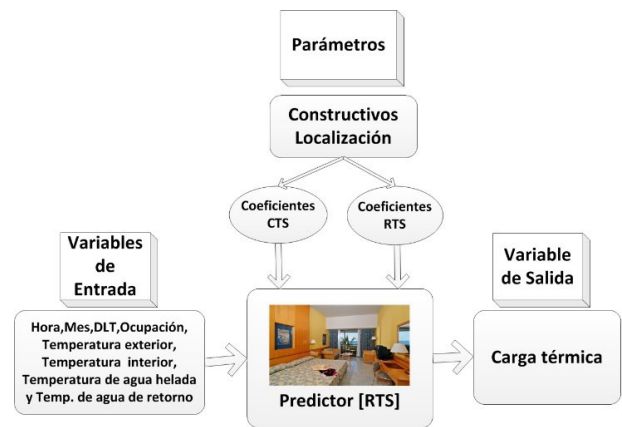 Parámetros
Constructivos
Localización
Coeficientes
CTS
Coeficientes
RTS
Variables
de
Entrada
Hora,Mes,DLT,Ocupación,
Temperatura exterior,
Temperatura interior,
Temperatura de agua helada
y Temp. de agua de retorno
Predictor [RTS]
Variable
de Salida
Carga térmica